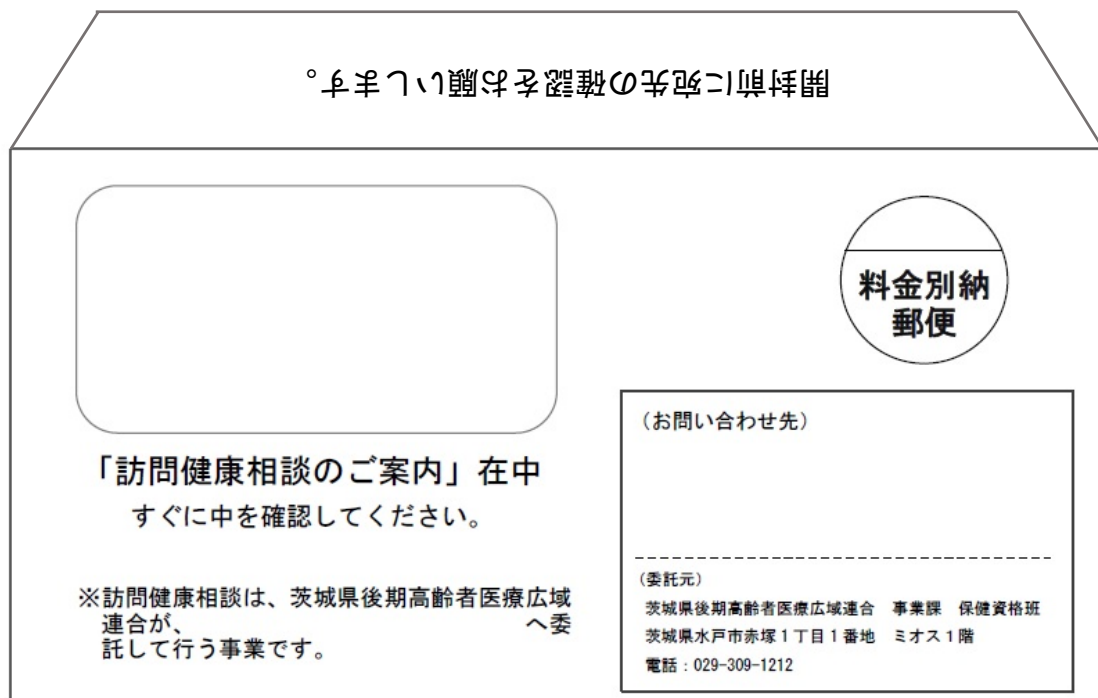 開封前に宛先の確認をお願いします。
料金別納
郵便
「訪問健康相談のご案内」在中
すぐに中を確認してください。
※訪問健康相談は、茨城県後期高齢者医療広域
連合が、　　　　　　　　　　　　　　へ委
託して行う事業です。
(お問い合わせ先)
(委託元)
茨城県後期高齢者医療広域連合　事業課　保健資格班
茨城県水戸市赤塚1丁目1番地　ミオス1階
電話：029-309-1212